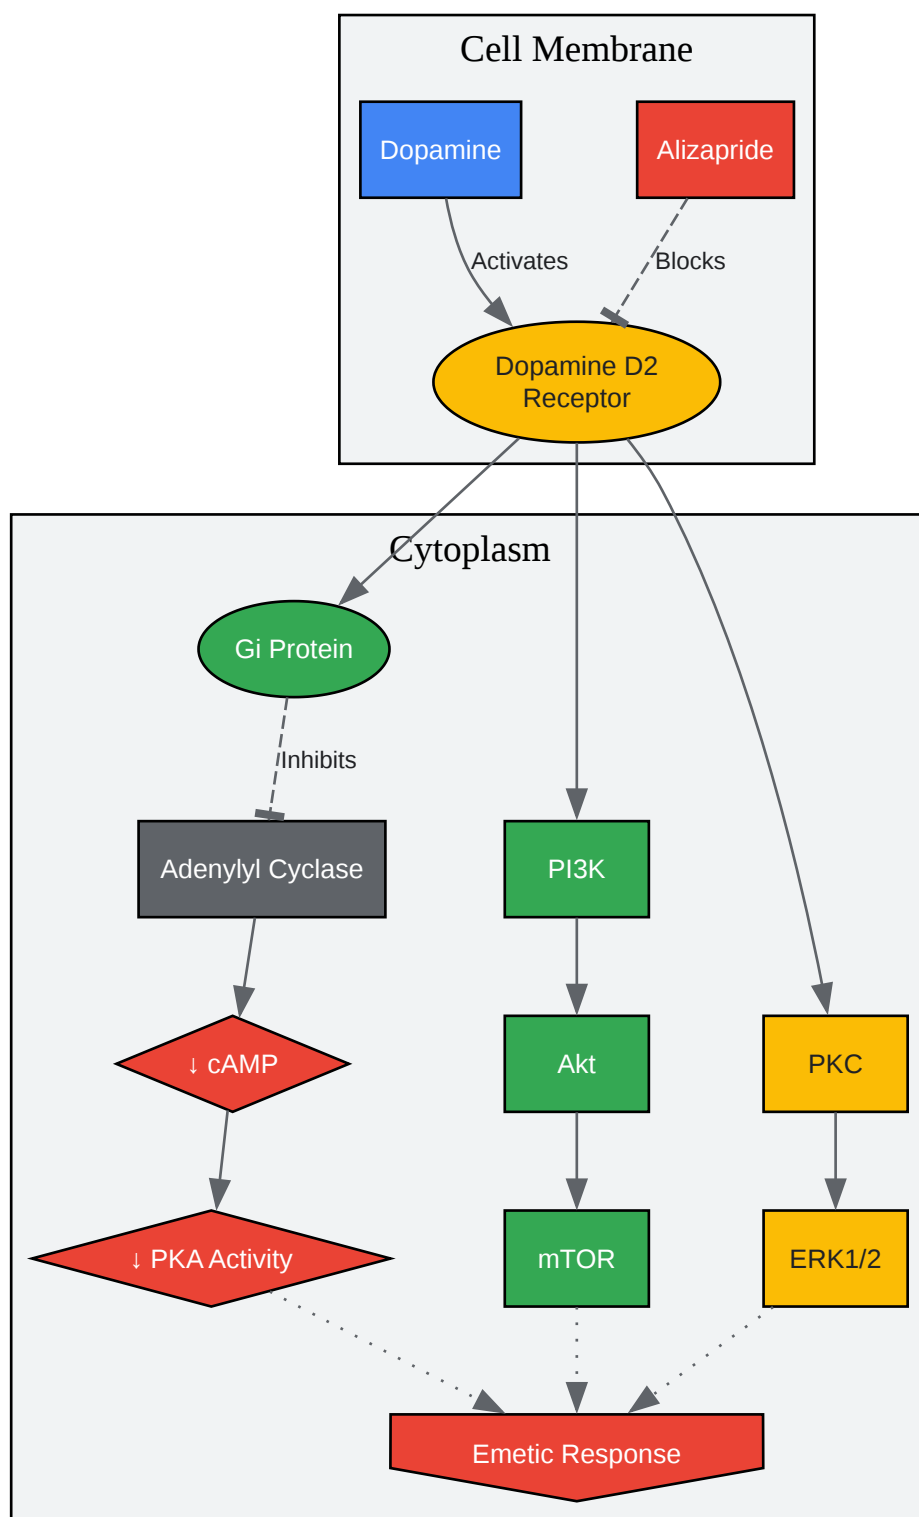 Cell Membrane
Dopamine
Alizapride
Activates
Blocks
Dopamine D2
Receptor
Cytoplasm
Gi Protein
Inhibits
Adenylyl Cyclase
PI3K
↓ cAMP
Akt
PKC
↓ PKA Activity
mTOR
ERK1/2
Emetic Response